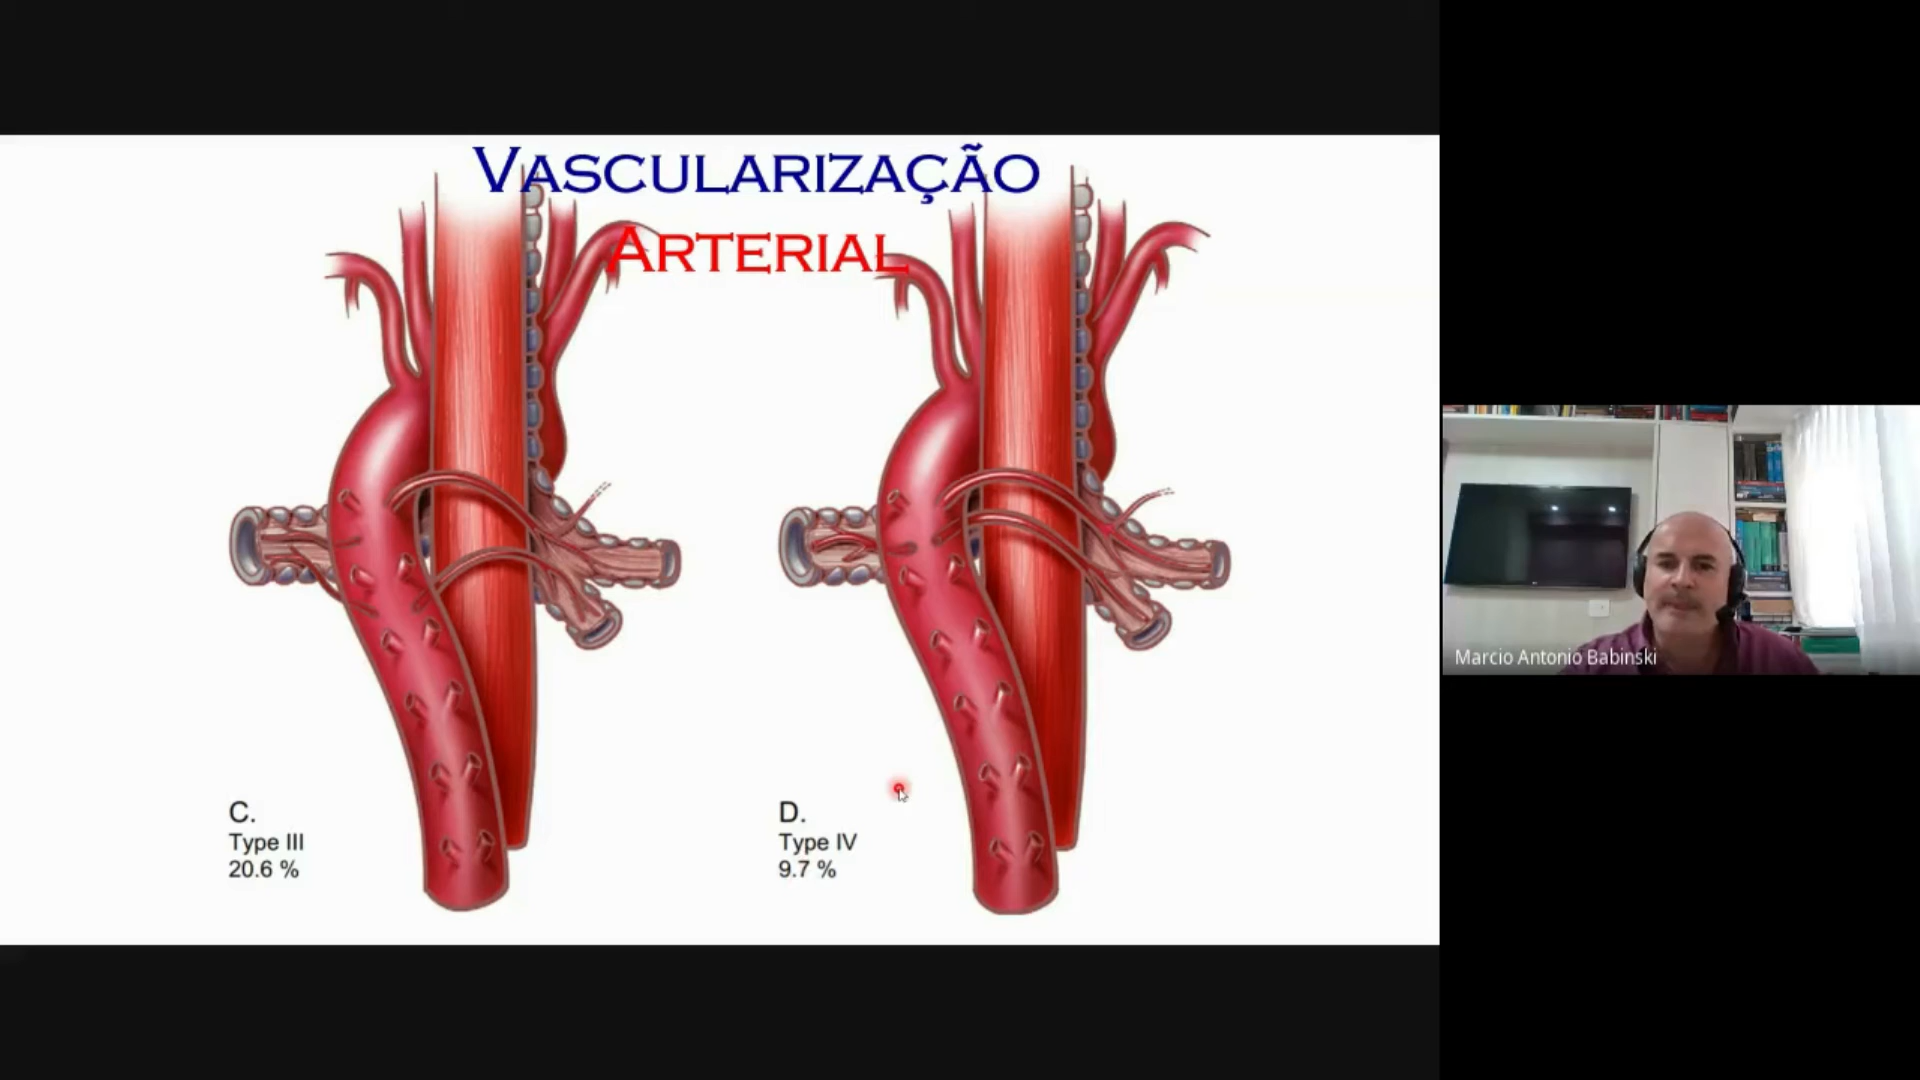 VASCULARIZAÇÃO
ARTERIAL
C.
Type III
20.6 %
D.
Type IV
9.7 %
Marcio Antonio Babinski